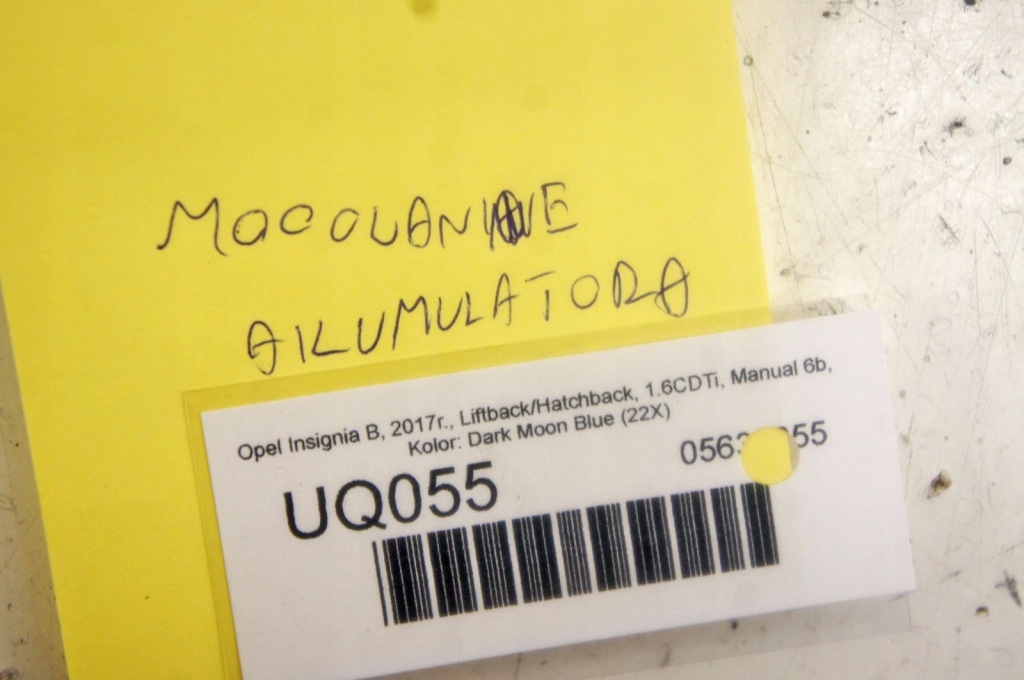 MOCOWANIE
AKUMULATORA
Opel Insignia B, 2017r., Liftback/Hatchback, 1.6CDTi, Manual 6b,
Kolor: Dark Moon Blue (22X)
UQ055